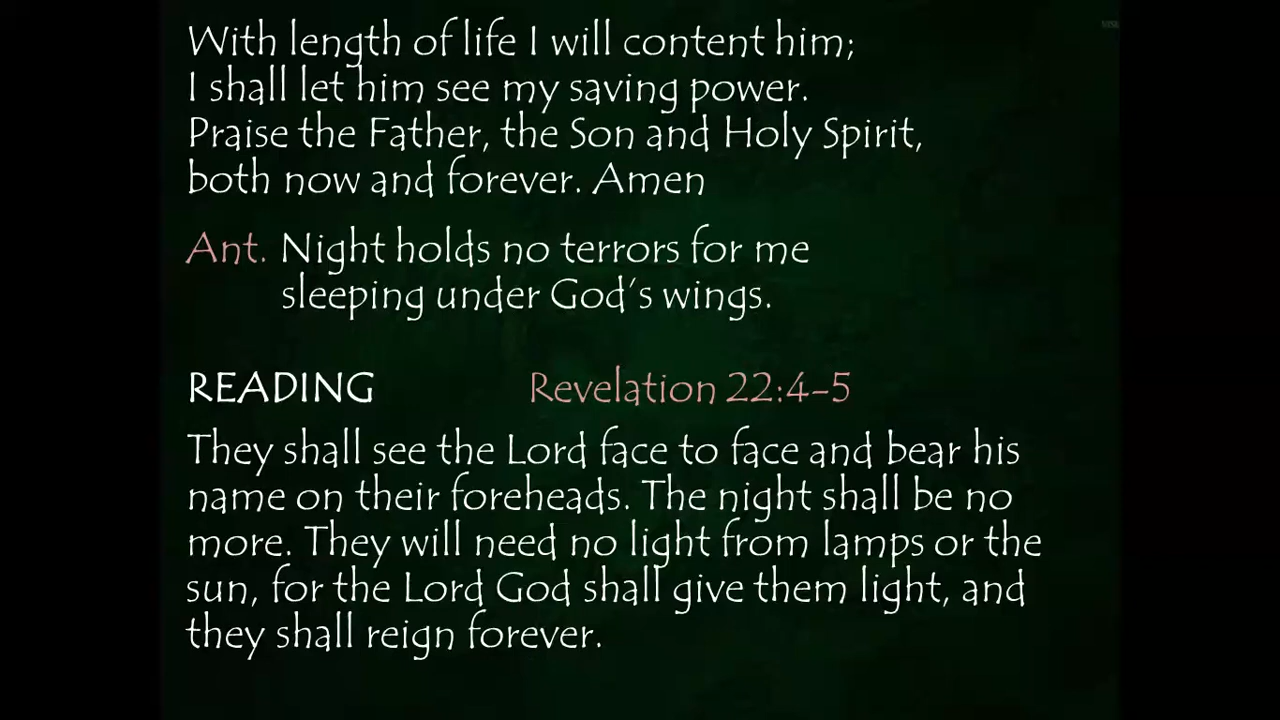 With length of life I will content him;
I shall let him see my saving power.
Praise the Father, the Son and Holy Spirit,
both now and forever. Amen
Ant. Night holds no terrors for me
sleeping under God's wings.
READING Revelation 22:4-5
They shall see the Lord face to face and bear his
name on their foreheads. The night shall be no
more. They will need no light from lamps or the
sun, for the Lord God shall give them light, and
they shall reign forever.